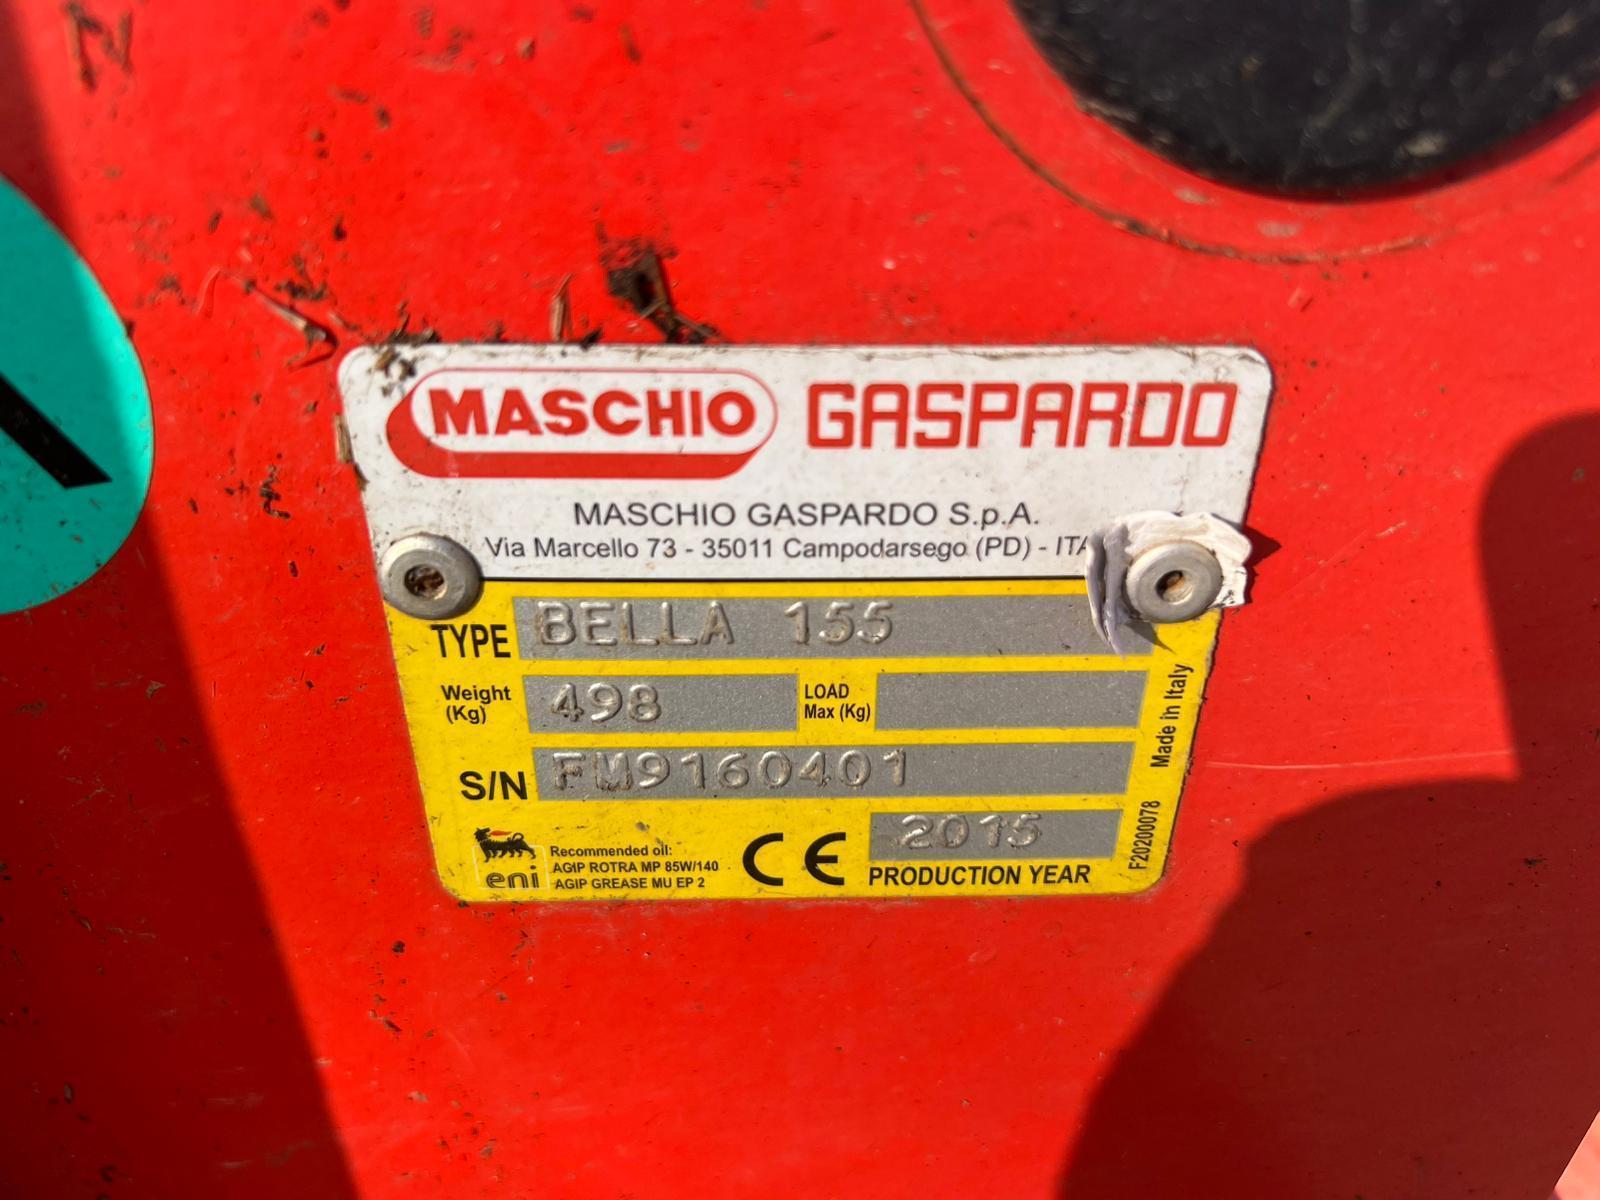 MASCHIO GASPARDO
MASCHIO GASPARDO S.p.A.
Via Marcello 73 - 35011 Campodarsego (PD) -
TYPE BELLA 155
Weight (Kg) 498 LOAD Max (Kg)
S/N FM9160401
Made in Italy
F20200078
eni
Recommended oil:
AGIP ROTRA MP 85W/140
AGIP GREASE MU EP 2
CE
2015
PRODUCTION YEAR